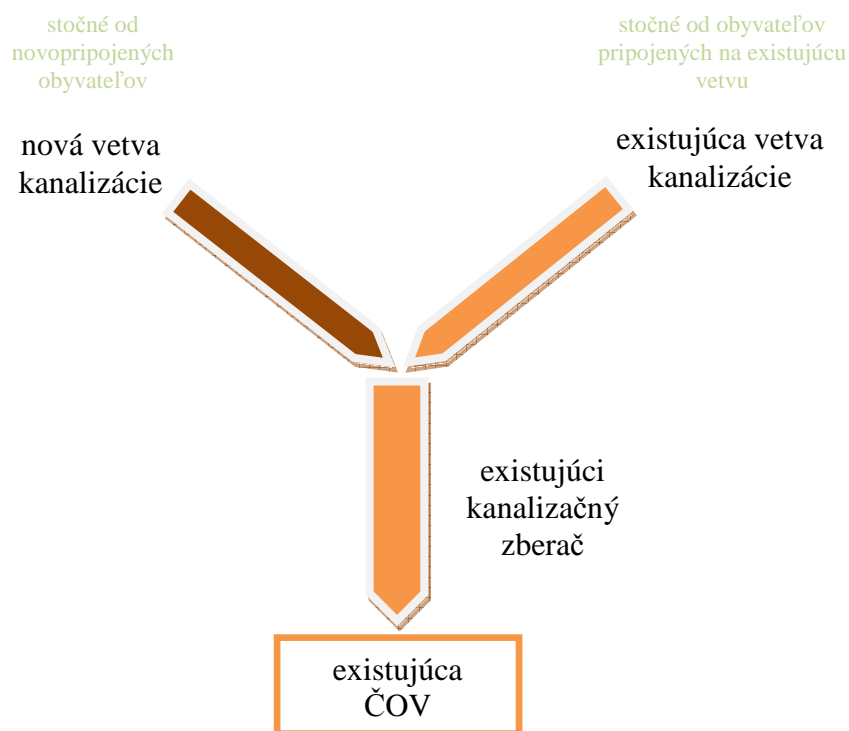 stočné od
novopripojených
obyvateľov
stočné od obyvateľov
pripojených na existujúcu
vetvu
nová vetva
kanalizácie
existujúca vetva
kanalizácie
existujúci
kanalizačný
zberač
existujúca
ČOV